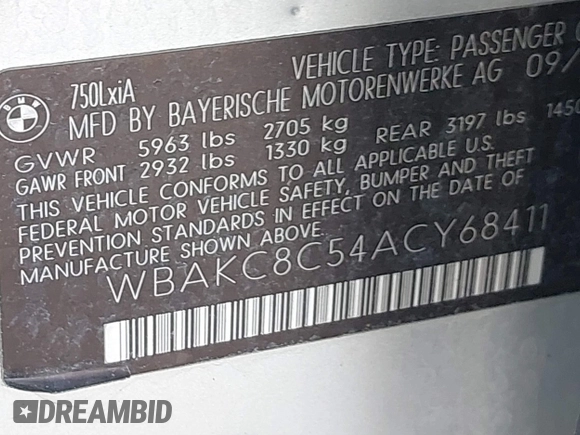 BMW
750LxiA
VEHICLE TYPE: PASSENGER
MFD BY BAYERISCHE MOTORENWERKE AG 09/
GVWR 5963 lbs 2705 kg
GAWR FRONT 2932 lbs 1330 kg REAR 3197 lbs 145
THIS VEHICLE CONFORMS TO ALL APPLICABLE U.S.
FEDERAL MOTOR VEHICLE SAFETY, BUMPER AND THEFT
PREVENTION STANDARDS IN EFFECT ON THE DATE OF
MANUFACTURE SHOWN ABOVE.
WBAKC8C54ACY68411
DREAMBID